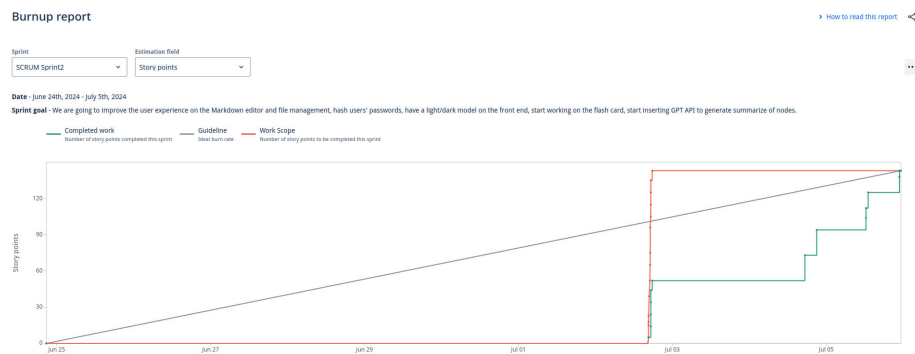 Burnup report
How to read this report
Sprint
Estimation field
SCRUM Sprint2
Story points
Date - June 24th, 2024 - July 5th, 2024
Sprint goal - We are going to improve the user experience on the Markdown editor and file management, hash users' passwords, have a light/dark model on the front end, start working on the flash card, start inserting GPT API to generate summarize of nodes.
Completed work
Number of story points completed this sprint
Guideline
Ideal burn rate
Work Scope
Number of story points to be completed this sprint
Story points
120
90
60
30
0
Jun 25
Jun 27
Jun 29
Jul 01
Jul 03
Jul 05